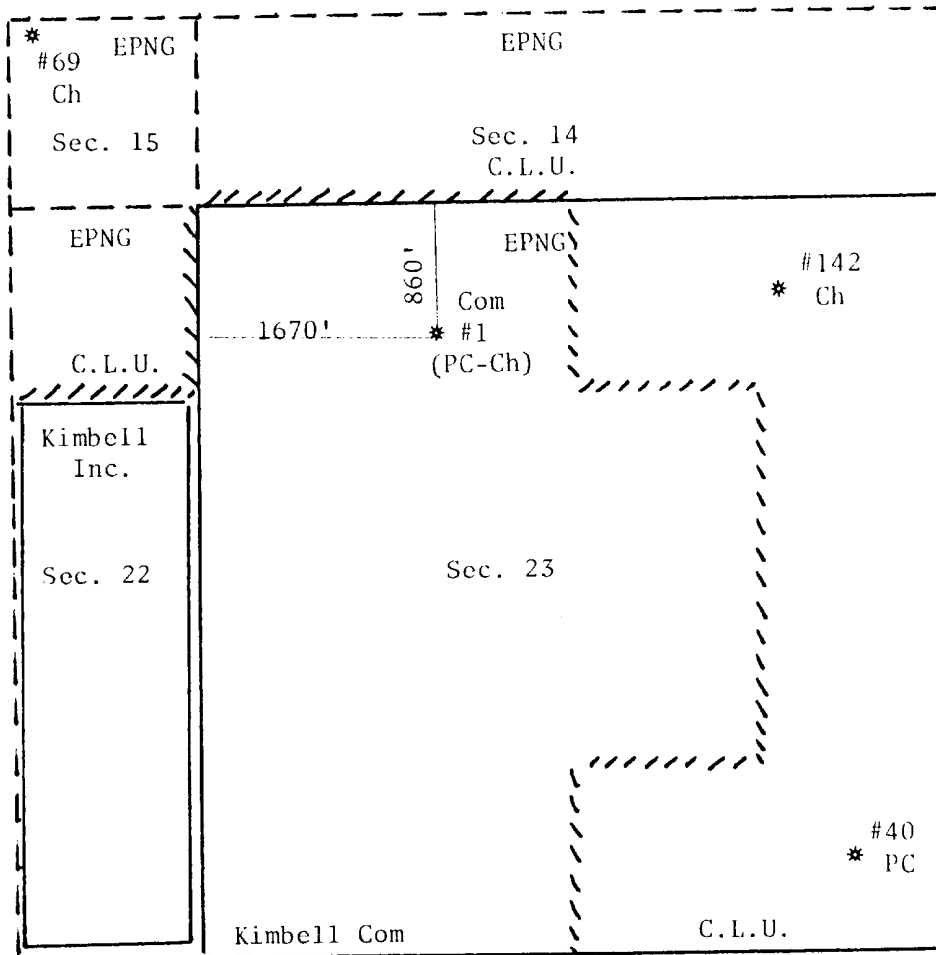 EPNG
EPNG
#69
Ch
Sec. 15
Sec. 14
C.L.U.
EPNG
EPNG
#142
Ch
860'
Com
1670'
#1
(PC-Ch)
C.L.U.
Kimbell
Inc.
Sec. 22
Sec. 23
#40
PC
Kimbell Com
C.L.U.